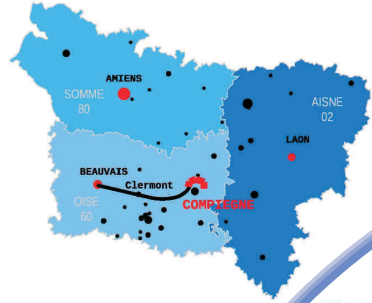 AMIENS
SOMME
80
AISNE
02
LAON
BEAUVAIS
Clermont
COMPIEGNE
OISE
60